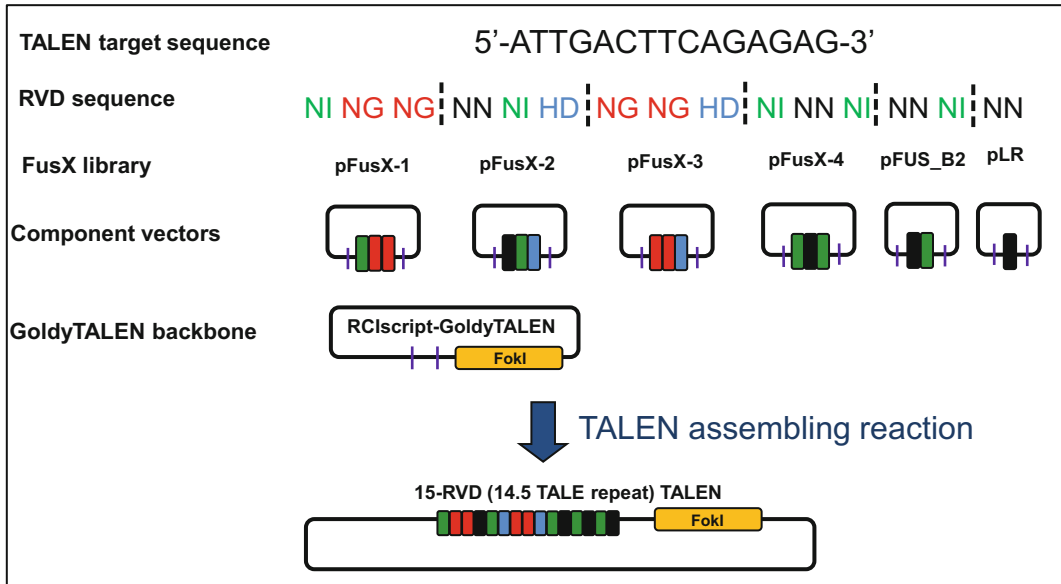 TALEN target sequence 5’-ATTGACTTCAGAGAG-3’
RVD sequence NI NG NG NN NI HD NG NG HD NI NN NI NN NI NN
FusX library pFusX-1 pFusX-2 pFusX-3 pFusX-4 pFUS_B2 pLR
Component vectors
GoldyTALEN backbone RCIscript-GoldyTALEN
FokI
TALEN assembling reaction
15-RVD (14.5 TALE repeat) TALEN
FokI